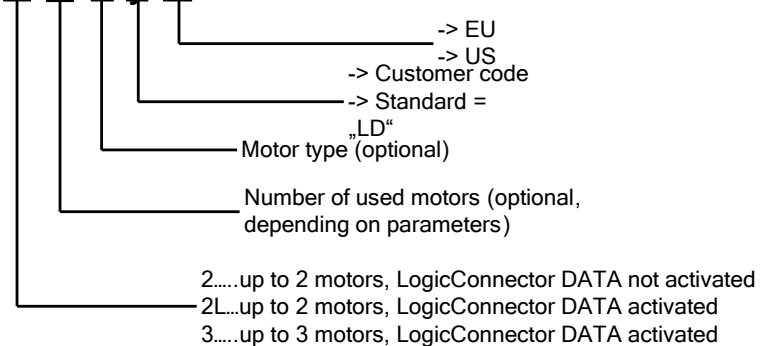 -> EU
-> US
-> Customer code
-> Standard =
„LD“
Motor type (optional)
Number of used motors (optional,
depending on parameters)
2…..up to 2 motors, LogicConnector DATA not activated
2L…up to 2 motors, LogicConnector DATA activated
3…..up to 3 motors, LogicConnector DATA activated